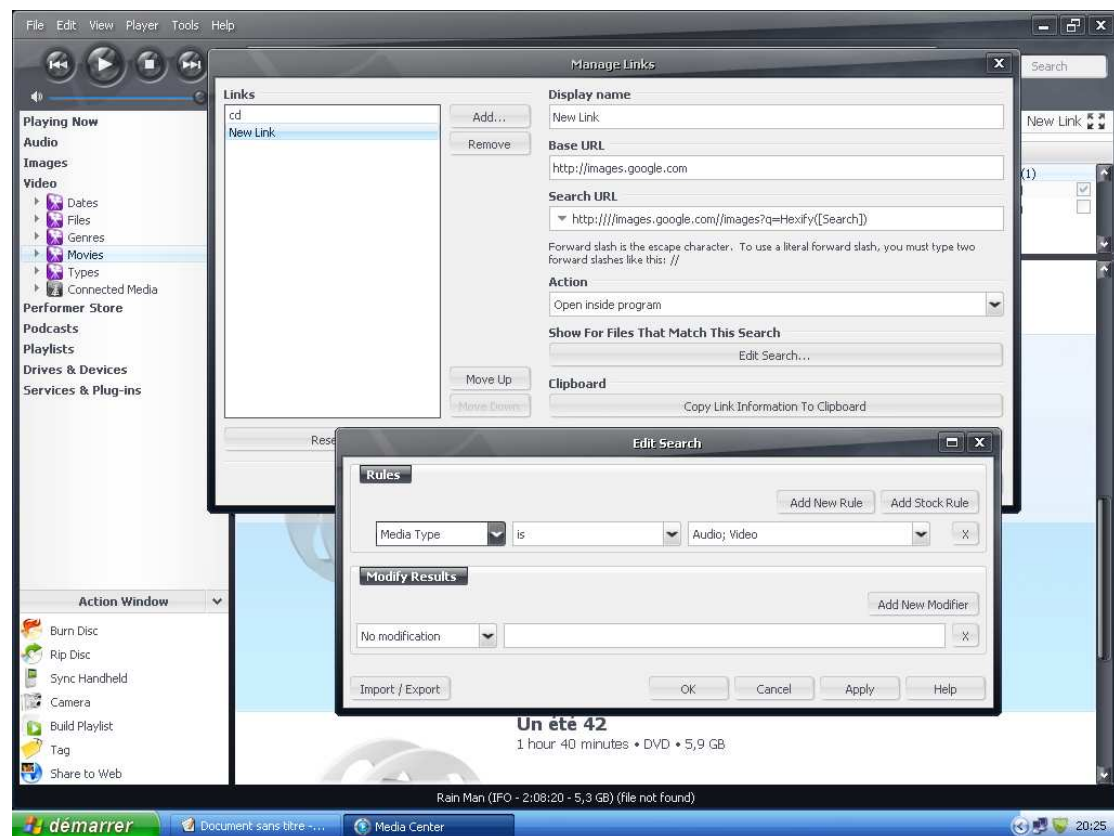 File Edit View Player Tools Help
Search
Playing Now
Audio
Images
Video
Dates
Files
Genres
Movies
Types
Connected Media
Performer Store
Podcasts
Playlists
Drives & Devices
Services & Plug-ins
Action Window
Burn Disc
Rip Disc
Sync Handheld
Camera
Build Playlist
Tag
Share to Web
Manage Links
X
New Link
(1)
Links
cd
New Link
Add...
Remove
Move Up
Move Down
Display name
New Link
Base URL
http://images.google.com
Search URL
http:////images.google.com//images?q=Hexify([Search])
Forward slash is the escape character. To use a literal forward slash, you must type two
forward slashes like this: //
Action
Open inside program
Show For Files That Match This Search
Edit Search...
Clipboard
Copy Link Information To Clipboard
Edit Search
X
Rules
Add New Rule Add Stock Rule
Media Type is Audio; Video X
Modify Results
Add New Modifier
No modification X
Import / Export OK Cancel Apply Help
Un été 42
1 hour 40 minutes • DVD • 5,9 GB
Rain Man (IFO - 2:08:20 - 5,3 GB) (file not found)
démarrer Document sans titre -... Media Center 20:25